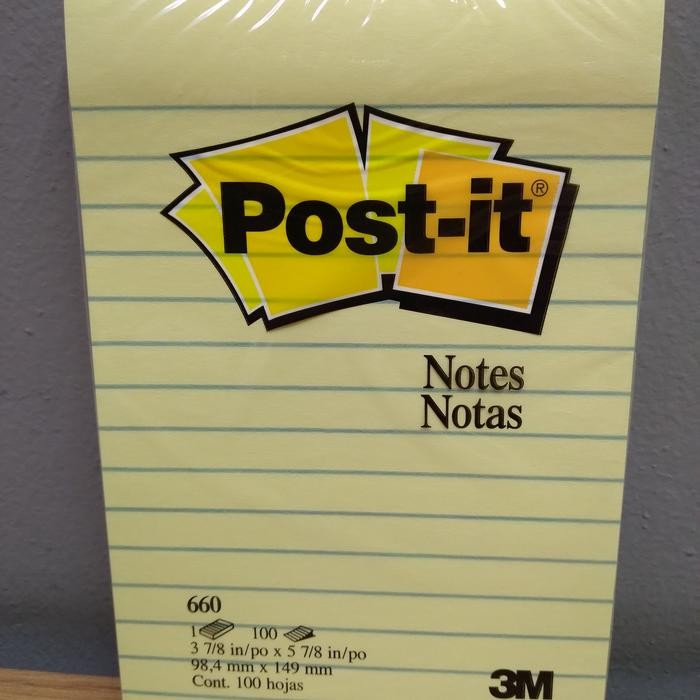 Post-it®
Notes
Notas
660
1 100
3 7/8 in/po x 5 7/8 in/po
98,4 mm x 149 mm
Cont. 100 hojas
3M